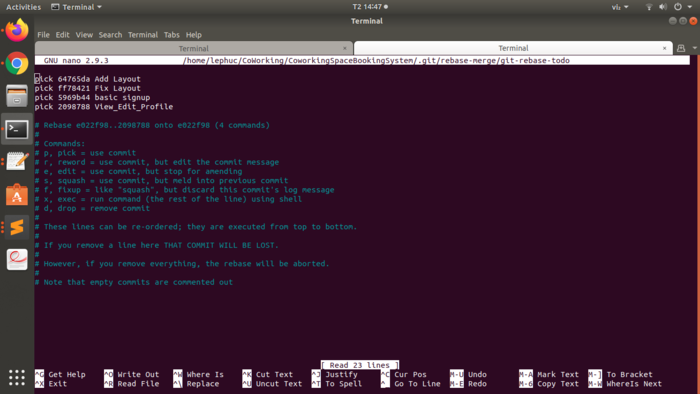 Activities Terminal T2 14:47 vi1
Terminal
File Edit View Search Terminal Tabs Help
Terminal × Terminal ×
GNU nano 2.9.3 /home/lephuc/CoWorking/CoworkingSpaceBookingSystem/.git/rebase-merge/git-rebase-todo
pick 64765da Add Layout
pick ff78421 Fix Layout
pick 5969b44 basic signup
pick 2098788 View_Edit_Profile
# Rebase e022f98..2098788 onto e022f98 (4 commands)
#
# Commands:
# p, pick = use commit
# r, reword = use commit, but edit the commit message
# e, edit = use commit, but stop for amending
# s, squash = use commit, but meld into previous commit
# f, fixup = like "squash", but discard this commit's log message
# x, exec = run command (the rest of the line) using shell
# d, drop = remove commit
#
# These lines can be re-ordered; they are executed from top to bottom.
#
# If you remove a line here THAT COMMIT WILL BE LOST.
#
# However, if you remove everything, the rebase will be aborted.
#
# Note that empty commits are commented out
[ Read 23 lines ]
^G Get Help ^O Write Out ^W Where Is ^K Cut Text ^J Justify ^C Cur Pos M-U Undo M-A Mark Text M-] To Bracket
^X Exit ^R Read File ^\ Replace ^U Uncut Text ^T To Spell ^_ Go To Line M-E Redo M-6 Copy Text M-W WhereIs Next